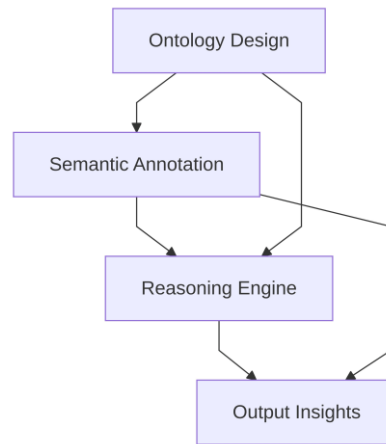 Ontology Design
Semantic Annotation
Reasoning Engine
Output Insights